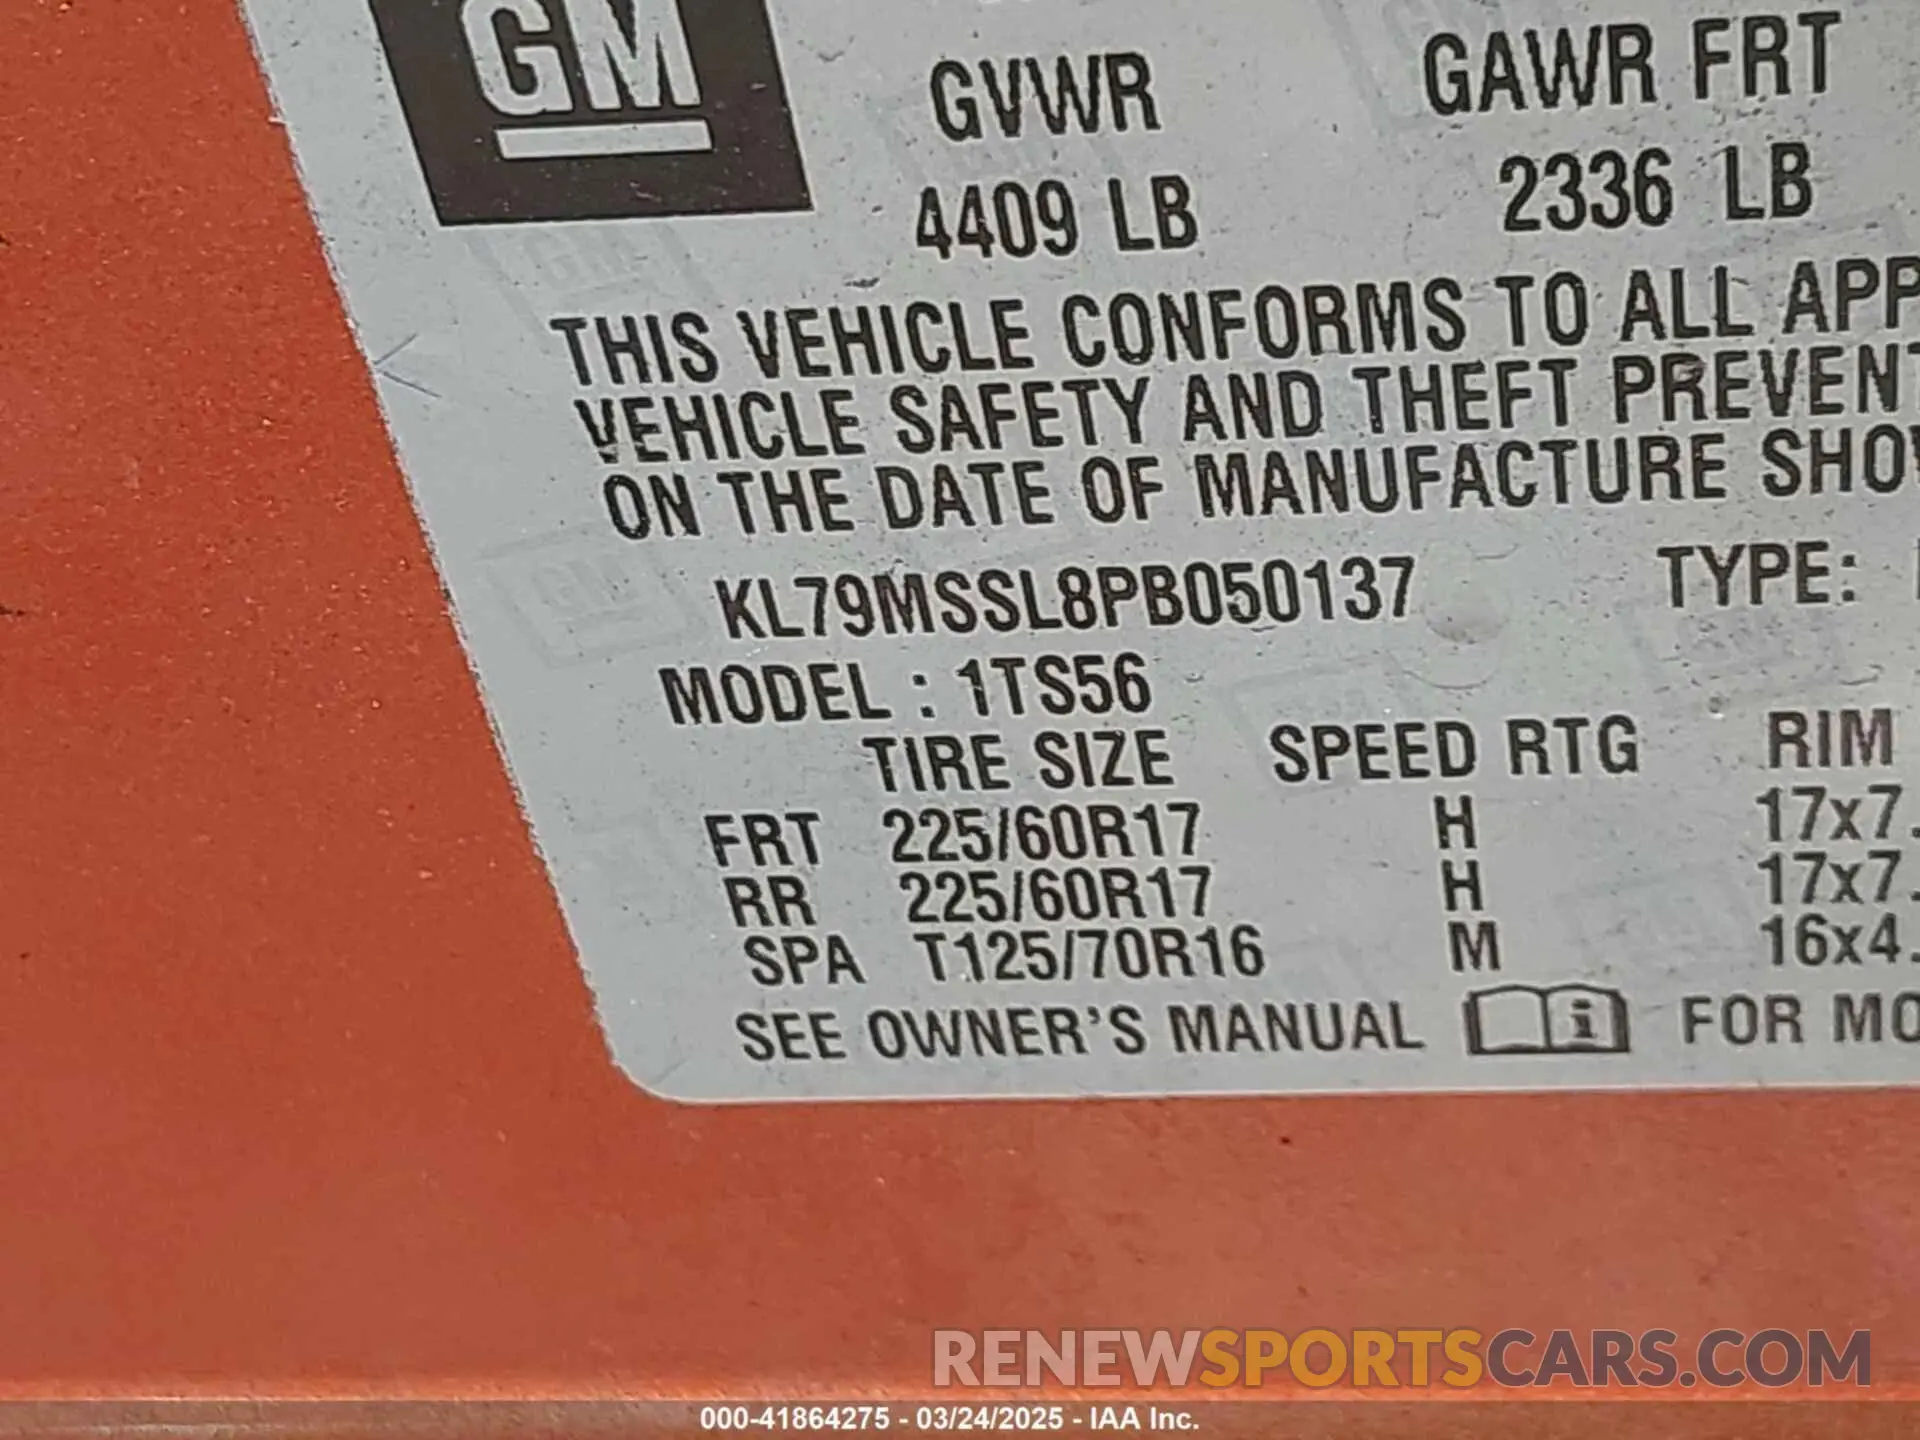 GM
GVWR GAWR FRT
4409 LB 2336 LB
THIS VEHICLE CONFORMS TO ALL APP
VEHICLE SAFETY AND THEFT PREVENT
ON THE DATE OF MANUFACTURE SHO
KL79MSSL8PB050137 TYPE:
MODEL : 1TS56
TIRE SIZE SPEED RTG RIM
FRT 225/60R17 H 17x7.
RR 225/60R17 H 17x7.
SPA T125/70R16 M 16x4.
SEE OWNER'S MANUAL i FOR MO
RENEWSPORTSCARS.COM
000-41864275 - 03/24/2025 - IAA Inc.